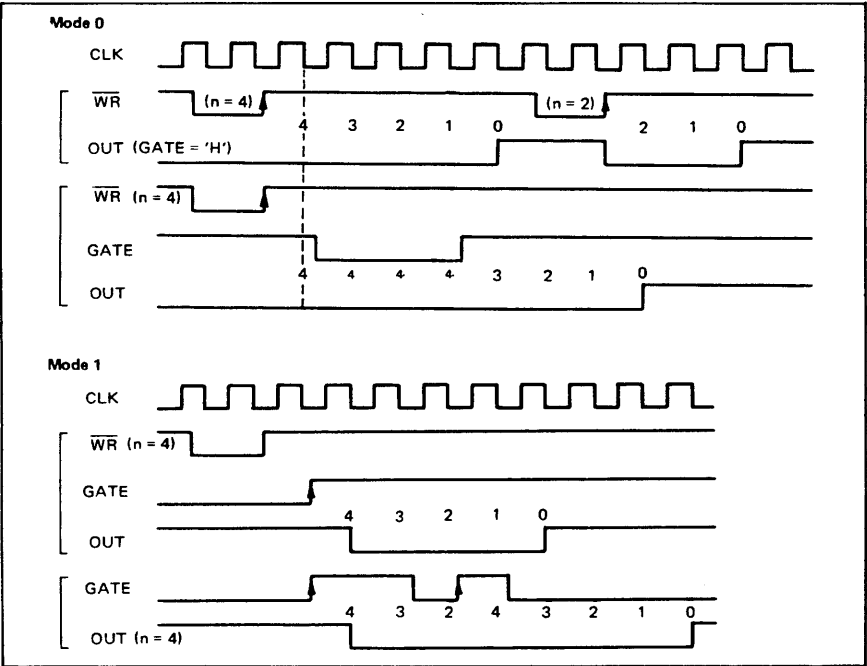 Mode 0
CLK
WR (n = 4) (n = 2)
4 3 2 1 0 2 1 0
OUT (GATE = 'H')
WR (n = 4)
GATE
4 4 4 4 3 2 1 0
OUT
Mode 1
CLK
WR (n = 4)
GATE
4 3 2 1 0
OUT
GATE
4 3 2 4 3 2 1 0
OUT (n = 4)